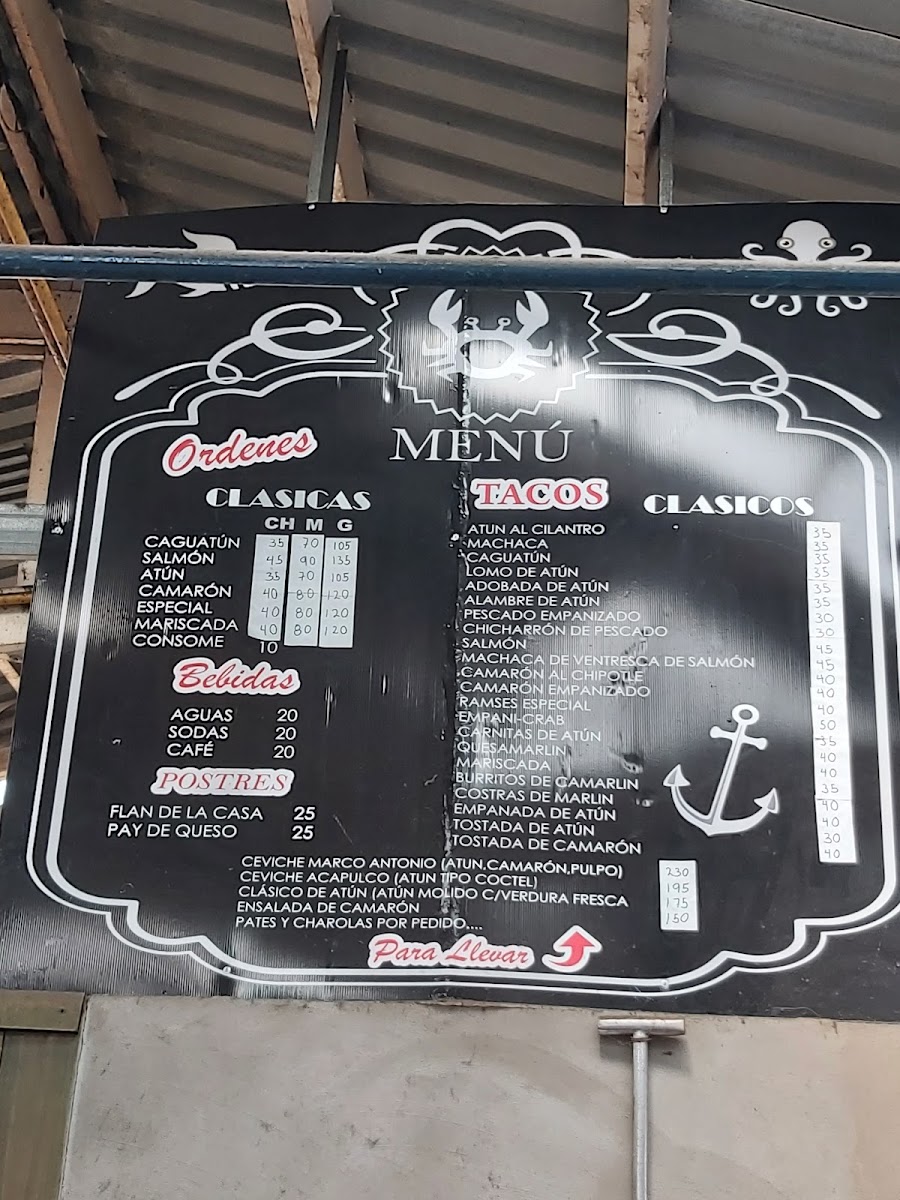 Ordenes
MENÚ
CLASICAS
CH M G
CAGUATÚN 35 70 105
SALMÓN 45 90 135
ATÚN 35 70 105
CAMARÓN 40 80 120
ESPECIAL 40 80 120
MARISCADA 40 80 120
CONSOME 10
Bebidas
AGUAS 20
SODAS 20
CAFÉ 20
POSTRES
FLAN DE LA CASA 25
PAY DE QUESO 25
TACOS CLASICOS
ATUN AL CILANTRO 35
MACHACA 35
CAGUATÚN 35
LOMO DE ATÚN 35
ADOBADA DE ATÚN 35
ALAMBRE DE ATÚN 35
PESCADO EMPANIZADO 30
CHICHARRÓN DE PESCADO 30
SALMÓN 45
MACHACA DE VENTRESCA DE SALMÓN 45
CAMARÓN AL CHIPOTLE 40
CAMARÓN EMPANIZADO 40
RAMSES ESPECIAL 40
EMPANI-CRAB 50
CARNITAS DE ATÚN 35
QUESAMARLIN 40
MARISCADA 40
BURRITOS DE CAMARLIN 35
COSTRAS DE MARLIN 40
EMPANADA DE ATÚN 40
TOSTADA DE ATÚN 30
TOSTADA DE CAMARÓN 40
CEVICHE MARCO ANTONIO (ATUN,CAMARÓN,PULPO) 230
CEVICHE ACAPULCO (ATUN TIPO COCTEL) 195
CLÁSICO DE ATÚN (ATÚN MOLIDO C/VERDURA FRESCA 175
ENSALADA DE CAMARÓN 150
PATES Y CHAROLAS POR PEDIDO....
Para Llevar